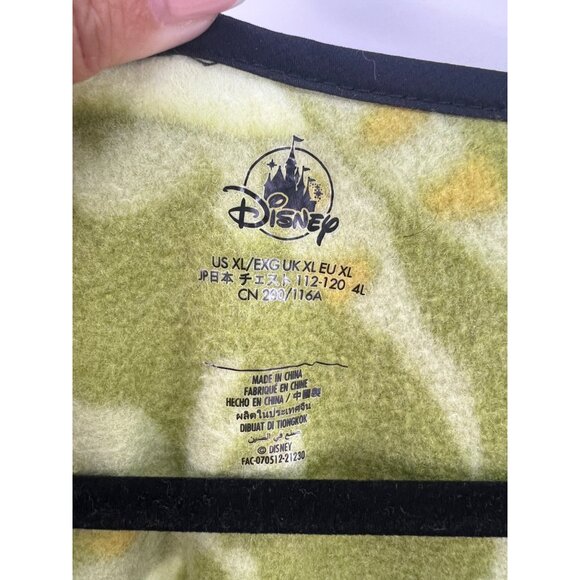 Disney
US XL/EXG UK XL EU XL
JP日本 チェスト 112-120 4L
CN 200/116A
MADE IN CHINA
FABRIQUÉ EN CHINE
HECHO EN CHINA / 中國製
ผลิตในประเทศจีน
DIBUAT DI TIONGKOK
صنع في الصين
© DISNEY
FAC-070512-21230